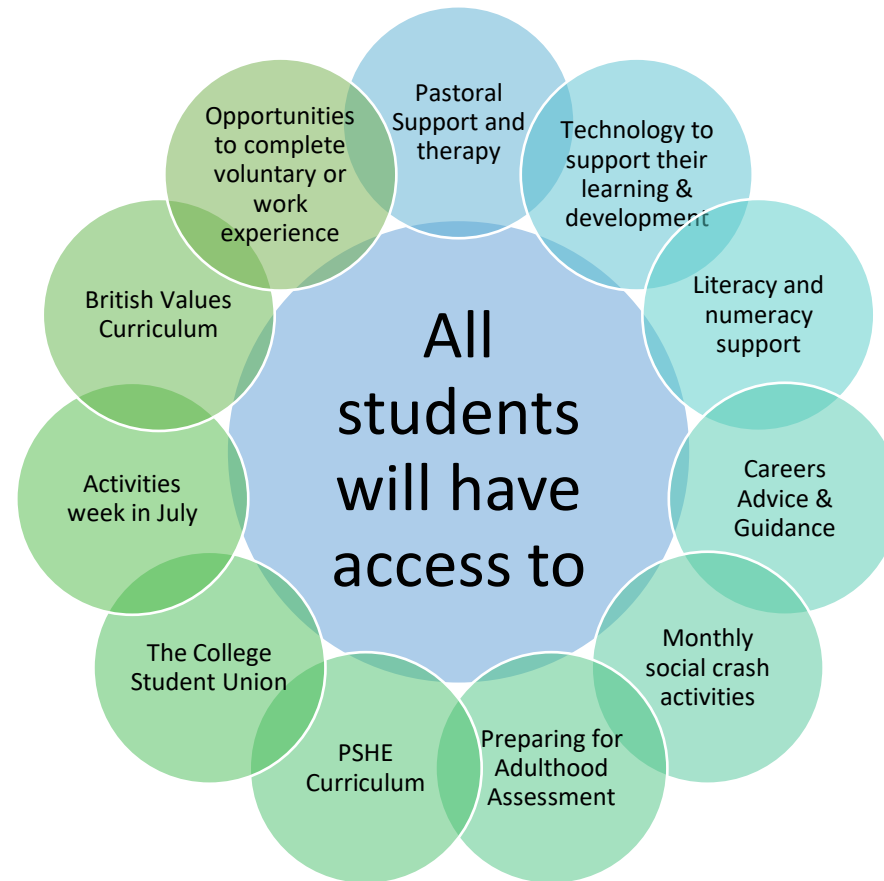 Pastoral
Support and
therapy
Technology to
support their
learning &
development
Literacy and
numeracy
support
Careers
Advice &
Guidance
Monthly
social crash
activities
Preparing for
Adulthood
Assessment
PSHE
Curriculum
The College
Student Union
Activities
week in July
British Values
Curriculum
Opportunities
to complete
voluntary or
work
experience
All
students
will have
access to